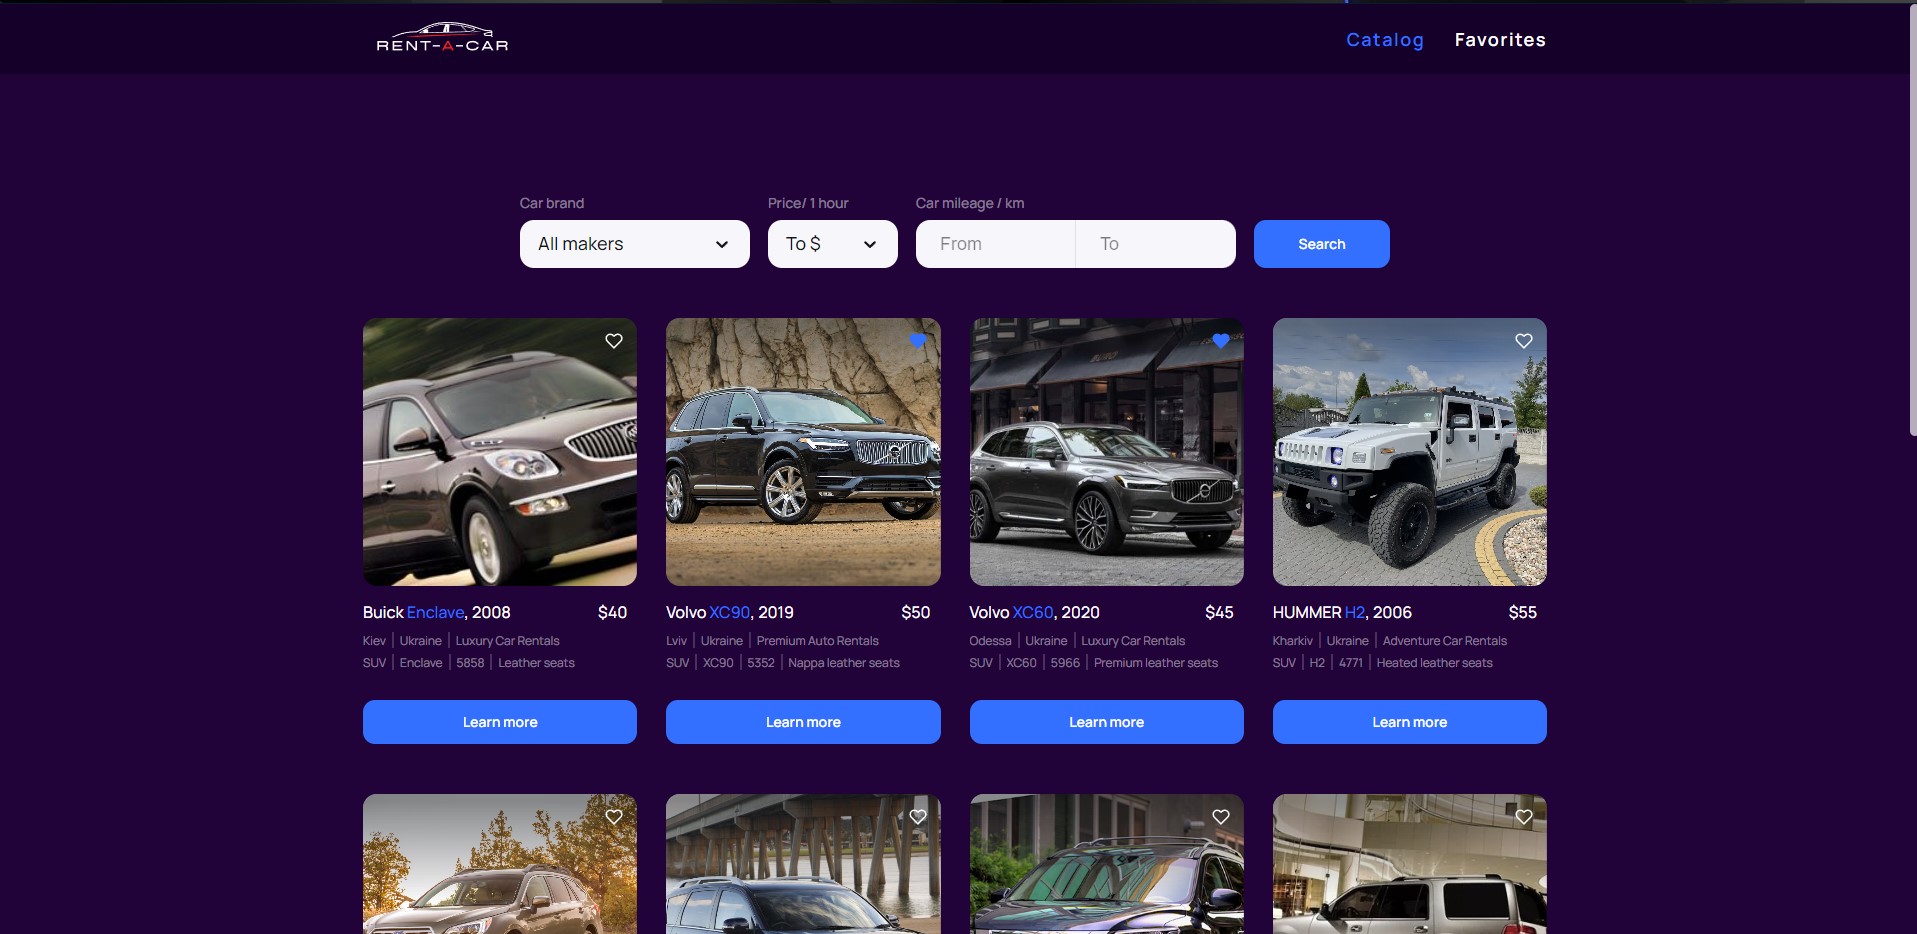 RENT-A-CAR
Catalog Favorites
Car brand Price/ 1 hour Car mileage / km
All makers To $ From To Search
Buick Enclave, 2008 $40
Kiev | Ukraine | Luxury Car Rentals
SUV | Enclave | 5858 | Leather seats
Learn more
Volvo XC90, 2019 $50
Lviv | Ukraine | Premium Auto Rentals
SUV | XC90 | 5352 | Nappa leather seats
Learn more
Volvo XC60, 2020 $45
Odessa | Ukraine | Luxury Car Rentals
SUV | XC60 | 5966 | Premium leather seats
Learn more
HUMMER H2, 2006 $55
Kharkiv | Ukraine | Adventure Car Rentals
SUV | H2 | 4771 | Heated leather seats
Learn more